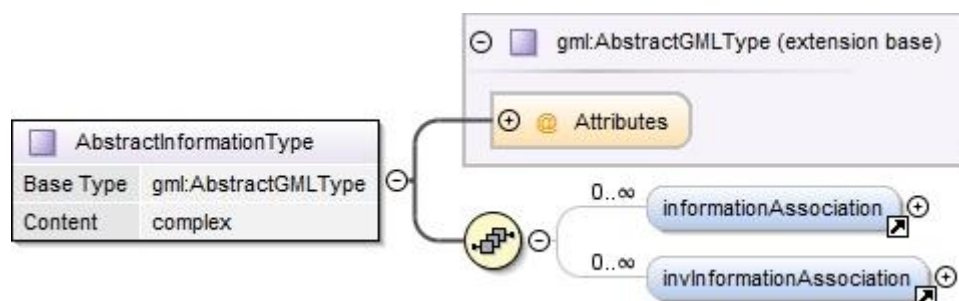 gml:AbstractGMLType (extension base)
@ Attributes
AbstractInformationType
Base Type gml:AbstractGMLType
Content complex
0..∞
informationAssociation
0..∞
invInformationAssociation